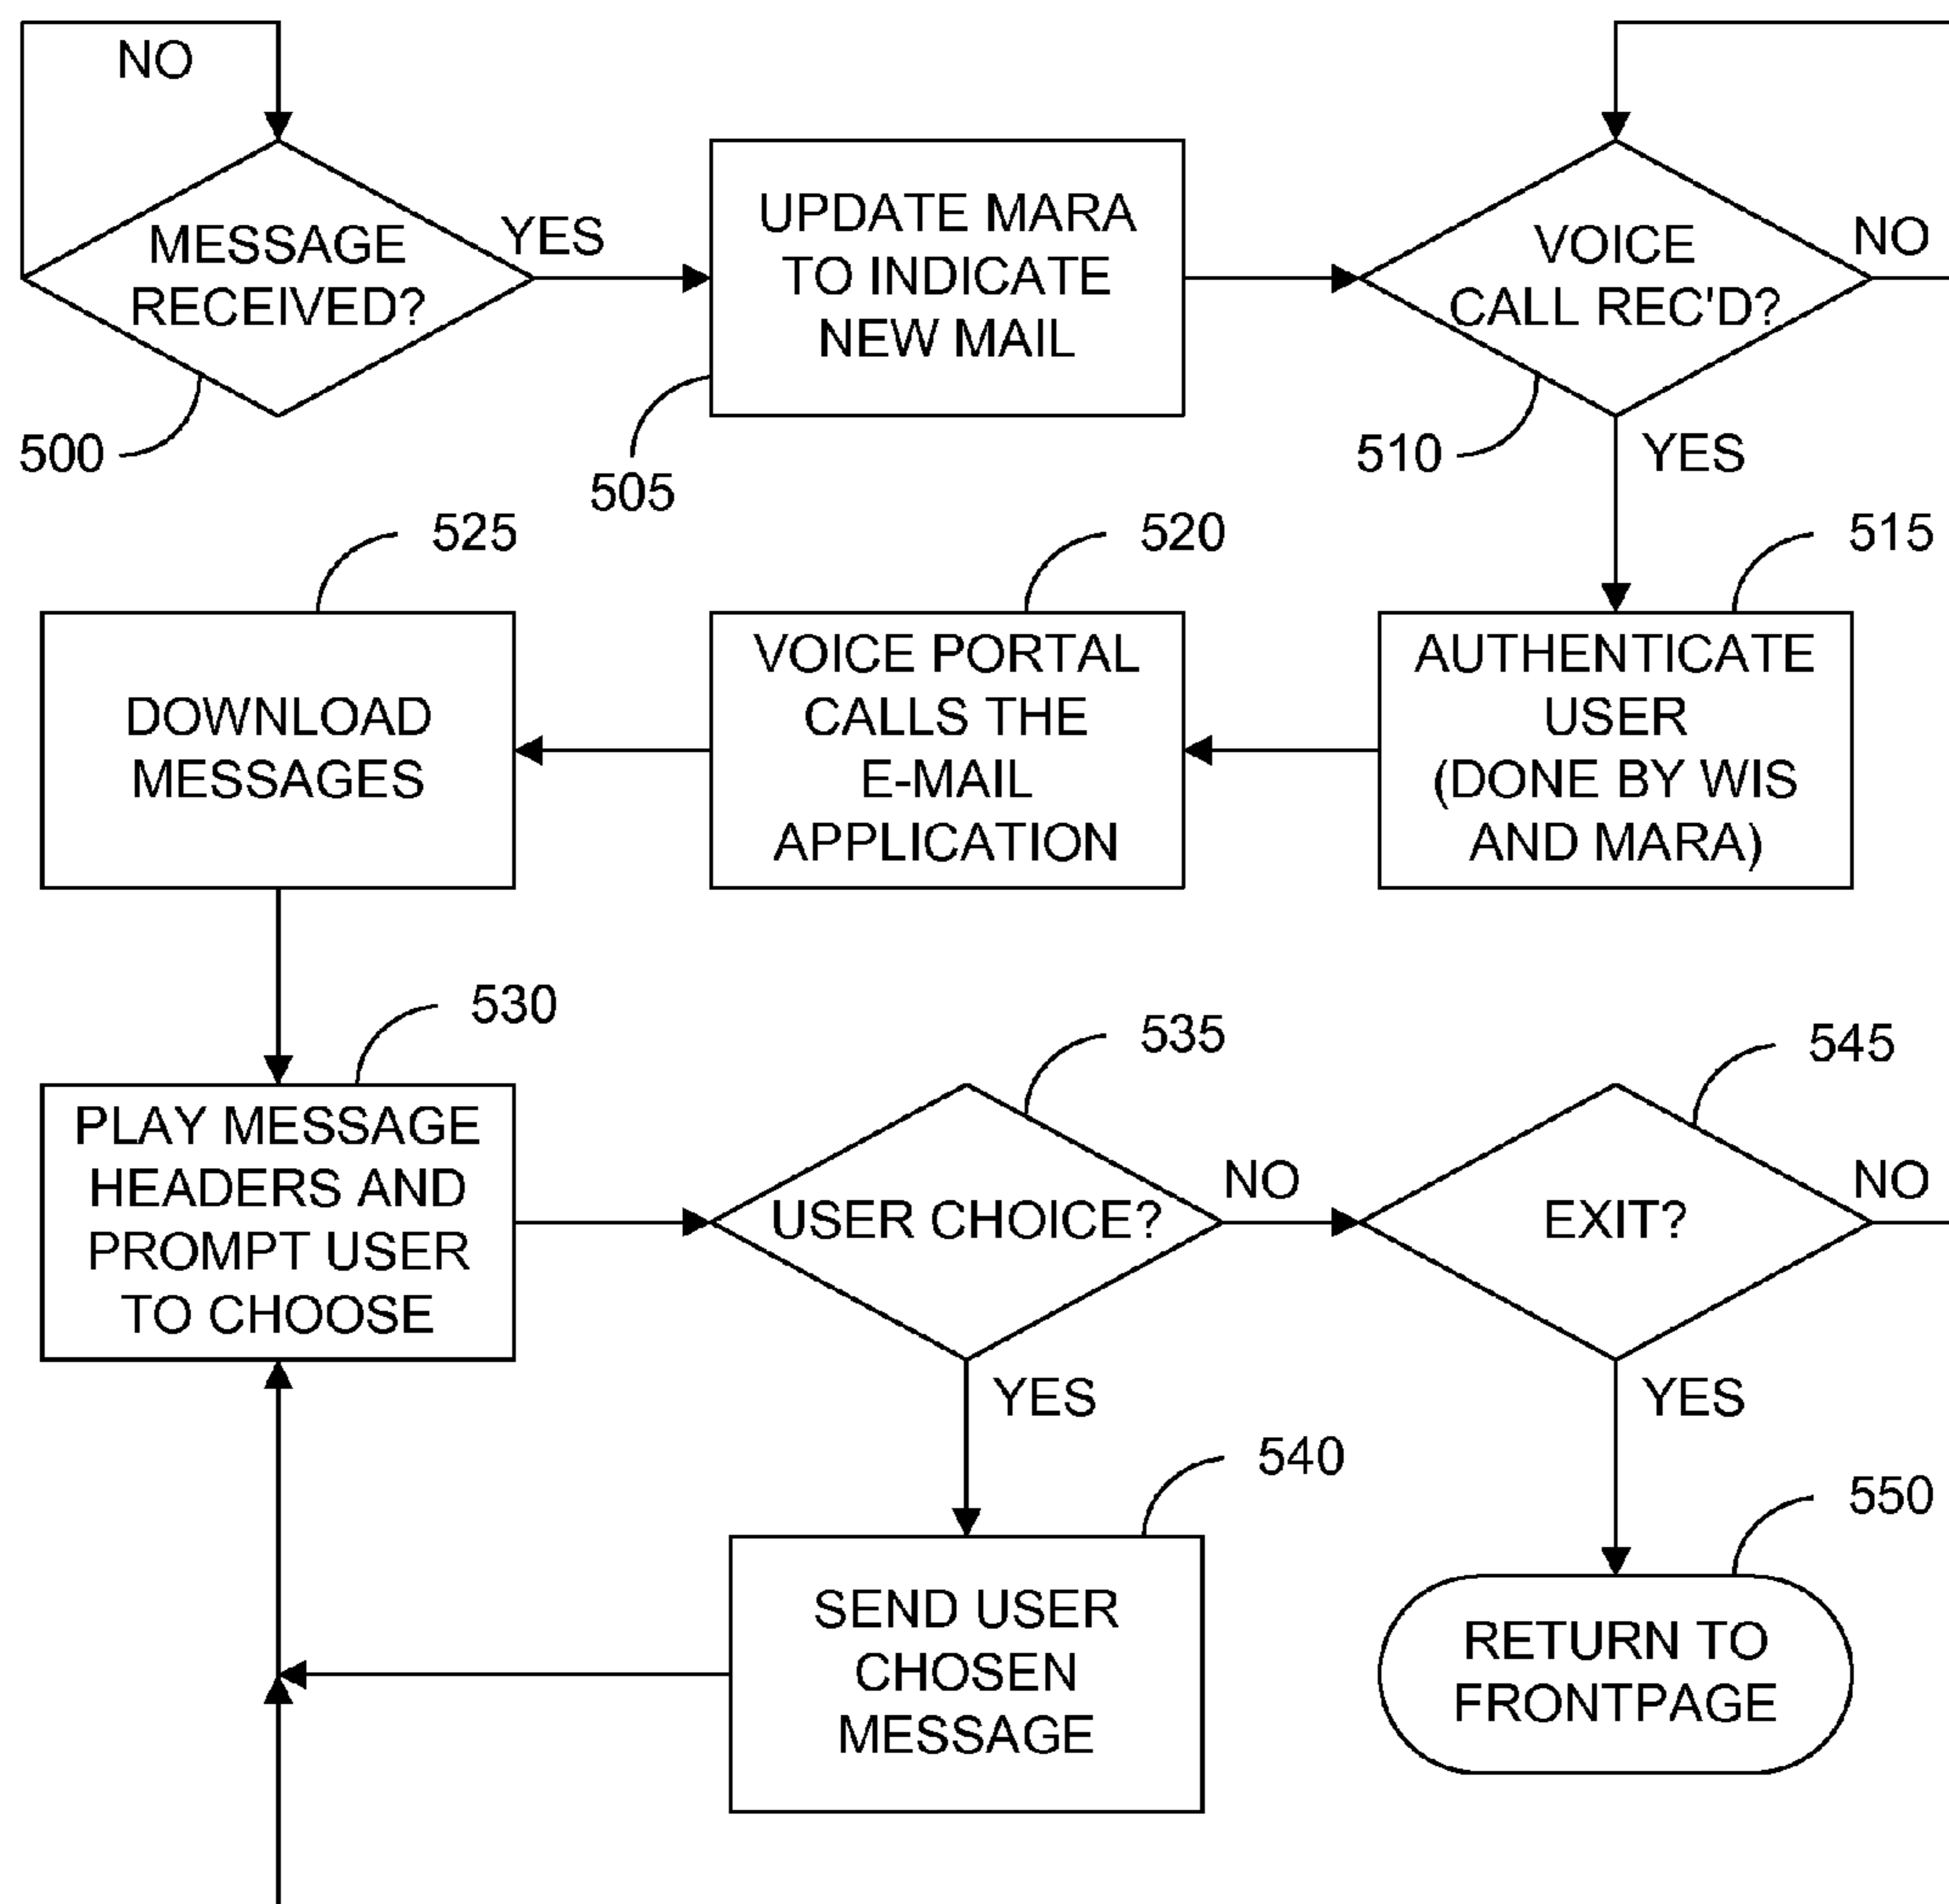 NO
MESSAGE
RECEIVED?
YES
500
UPDATE MARA
TO INDICATE
NEW MAIL
505
VOICE
CALL REC'D?
NO
510
YES
525
520
515
DOWNLOAD
MESSAGES
VOICE PORTAL
CALLS THE
E-MAIL
APPLICATION
AUTHENTICATE
USER
(DONE BY WIS
AND MARA)
530
535
545
PLAY MESSAGE
HEADERS AND
PROMPT USER
TO CHOOSE
USER CHOICE?
NO
EXIT?
NO
YES
YES
540
550
SEND USER
CHOSEN
MESSAGE
RETURN TO
FRONTPAGE